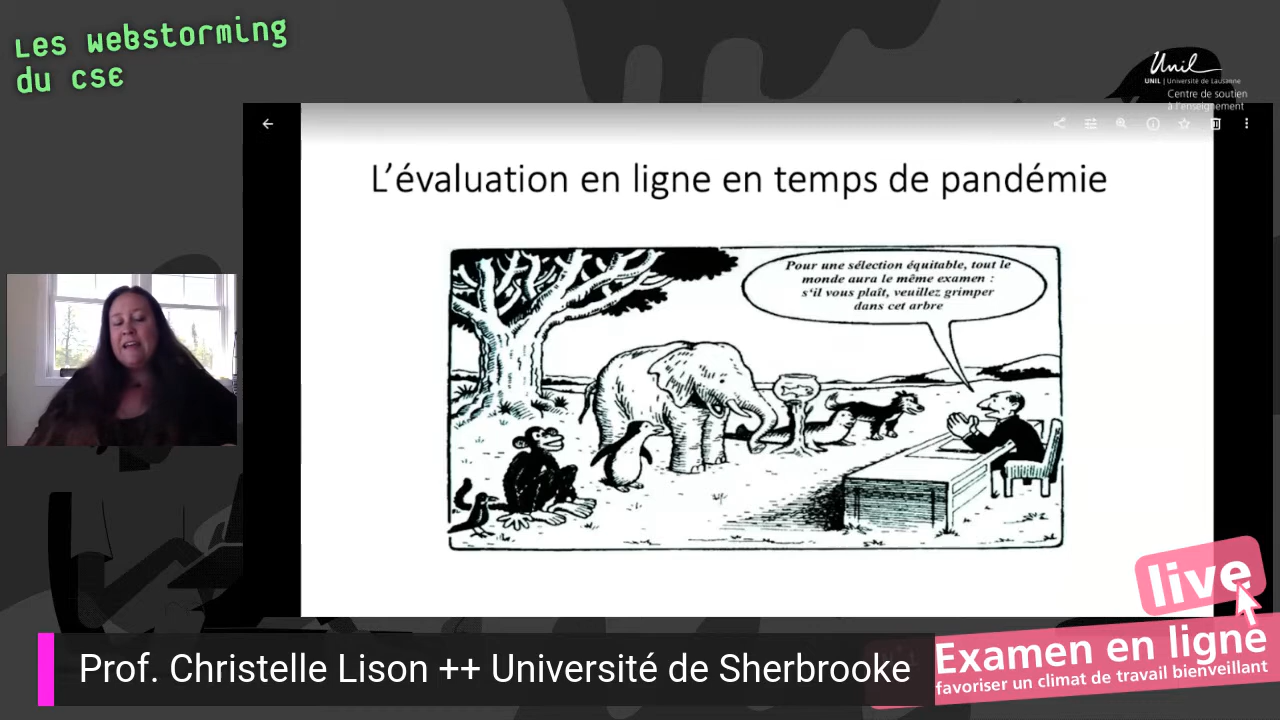 Les webstorming
du cse
Unil
UNIL | Université de Lausanne
Centre de soutien
à l'enseignement
L'évaluation en ligne en temps de pandémie
Pour une sélection équitable, tout le
monde aura le même examen :
s'il vous plaît, veuillez grimper
dans cet arbre
live
Examen en ligne
favoriser un climat de travail bienveillant
Prof. Christelle Lison ++ Université de Sherbrooke